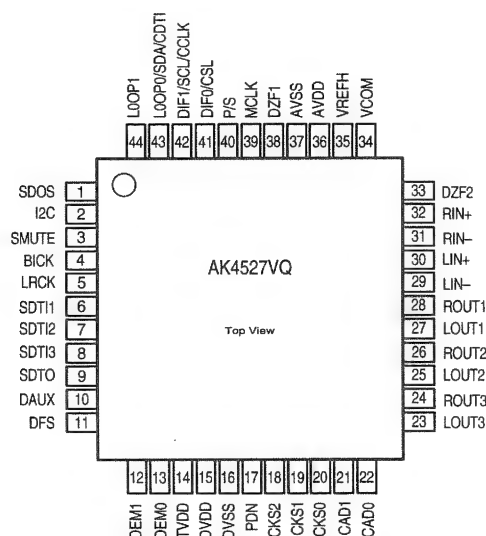 LOOP1
LOOP0/SDA/CDTI
DIF1/SCL/CCLK
DIF0/CSL
P/S
MCLK
DZF1
AVSS
AVDD
VREFH
VCOM
44 43 42 41 40 39 38 37 36 35 34
SDOS 1
I2C 2
SMUTE 3
BICK 4
LRCK 5
SDTI1 6
SDTI2 7
SDTI3 8
SDTO 9
DAUX 10
DFS 11
AK4527VQ
Top View
33 DZF2
32 RIN+
31 RIN–
30 LIN+
29 LIN–
28 ROUT1
27 LOUT1
26 ROUT2
25 LOUT2
24 ROUT3
23 LOUT3
12 13 14 15 16 17 18 19 20 21 22
DEM1
DEM0
TVDD
DVDD
DVSS
PDN
CKS2
CKS1
CKS0
CAD1
CAD0